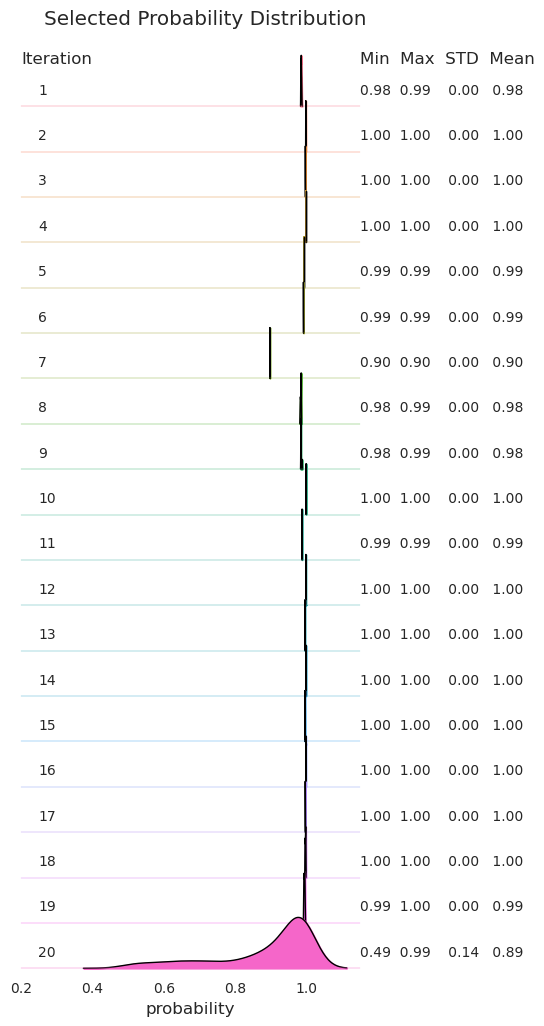 Selected Probability Distribution
Iteration Min Max STD Mean
1 0.98 0.99 0.00 0.98
2 1.00 1.00 0.00 1.00
3 1.00 1.00 0.00 1.00
4 1.00 1.00 0.00 1.00
5 0.99 0.99 0.00 0.99
6 0.99 0.99 0.00 0.99
7 0.90 0.90 0.00 0.90
8 0.98 0.99 0.00 0.98
9 0.98 0.99 0.00 0.98
10 1.00 1.00 0.00 1.00
11 0.99 0.99 0.00 0.99
12 1.00 1.00 0.00 1.00
13 1.00 1.00 0.00 1.00
14 1.00 1.00 0.00 1.00
15 1.00 1.00 0.00 1.00
16 1.00 1.00 0.00 1.00
17 1.00 1.00 0.00 1.00
18 1.00 1.00 0.00 1.00
19 0.99 1.00 0.00 0.99
20 0.49 0.99 0.14 0.89
0.2 0.4 0.6 0.8 1.0
probability